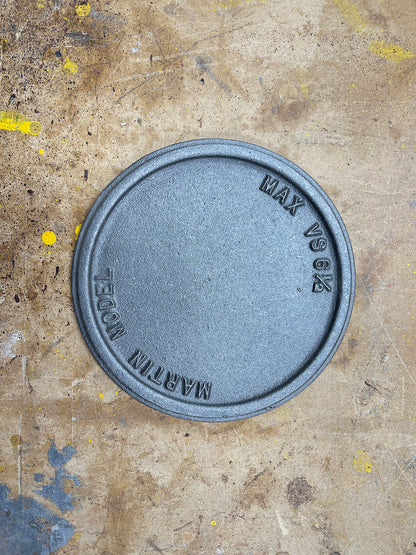 MAX VS 6½
MARTIN MODEL